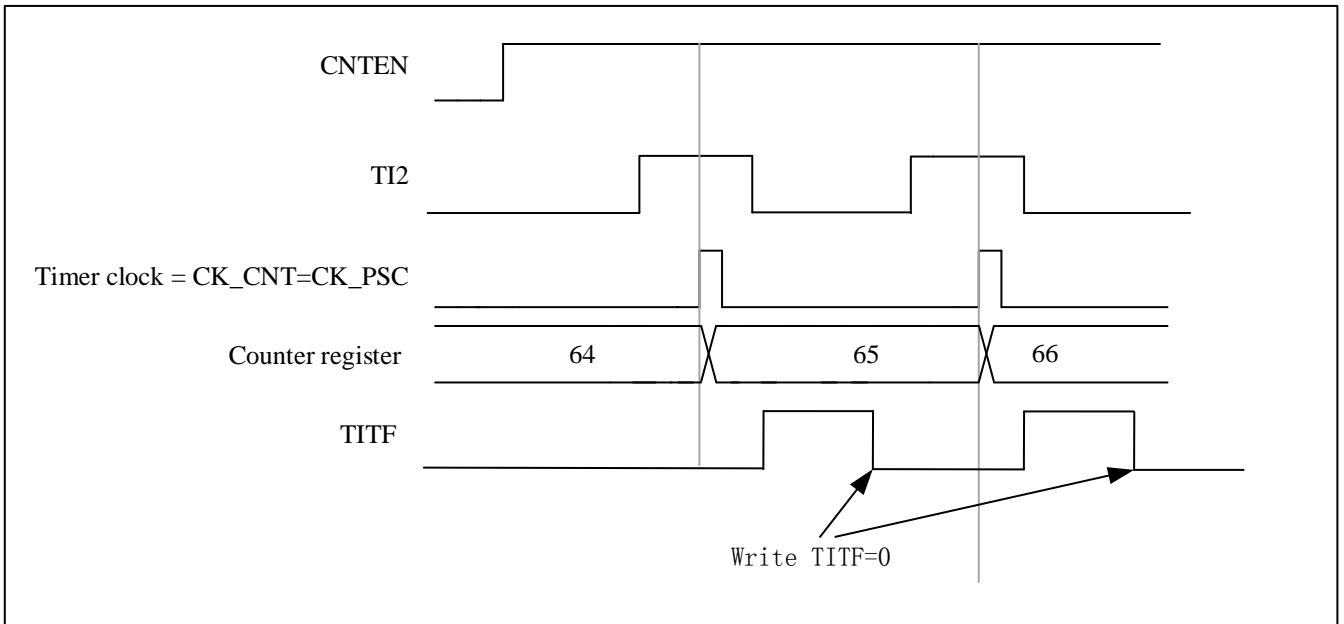 CNTEN
TI2
Timer clock = CK_CNT=CK_PSC
Counter register
64
65
66
TITF
Write TITF=0